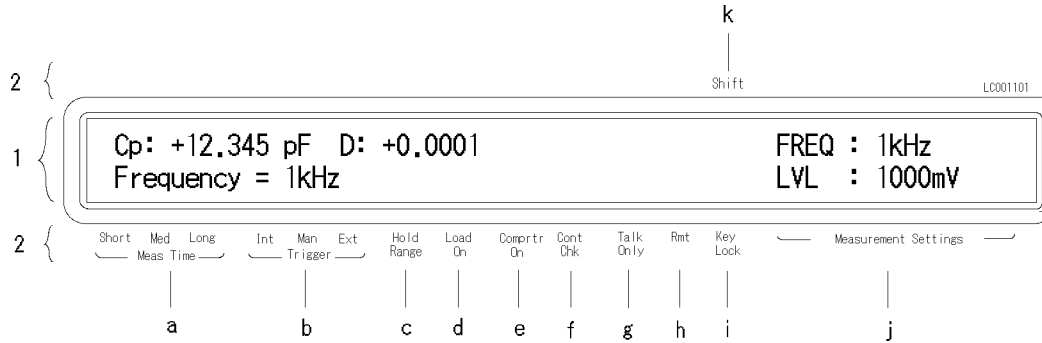 k
2
Shift
LC001101
1
Cp: +12.345 pF D: +0.0001
FREQ : 1kHz
Frequency = 1kHz
LVL : 1000mV
2
Short Med Long
Meas Time
Int Man Ext
Trigger
Hold Range
Load On
Comprtr On
Cont Chk
Talk Only
Rmt
Key Lock
Measurement Settings
a b c d e f g h i j